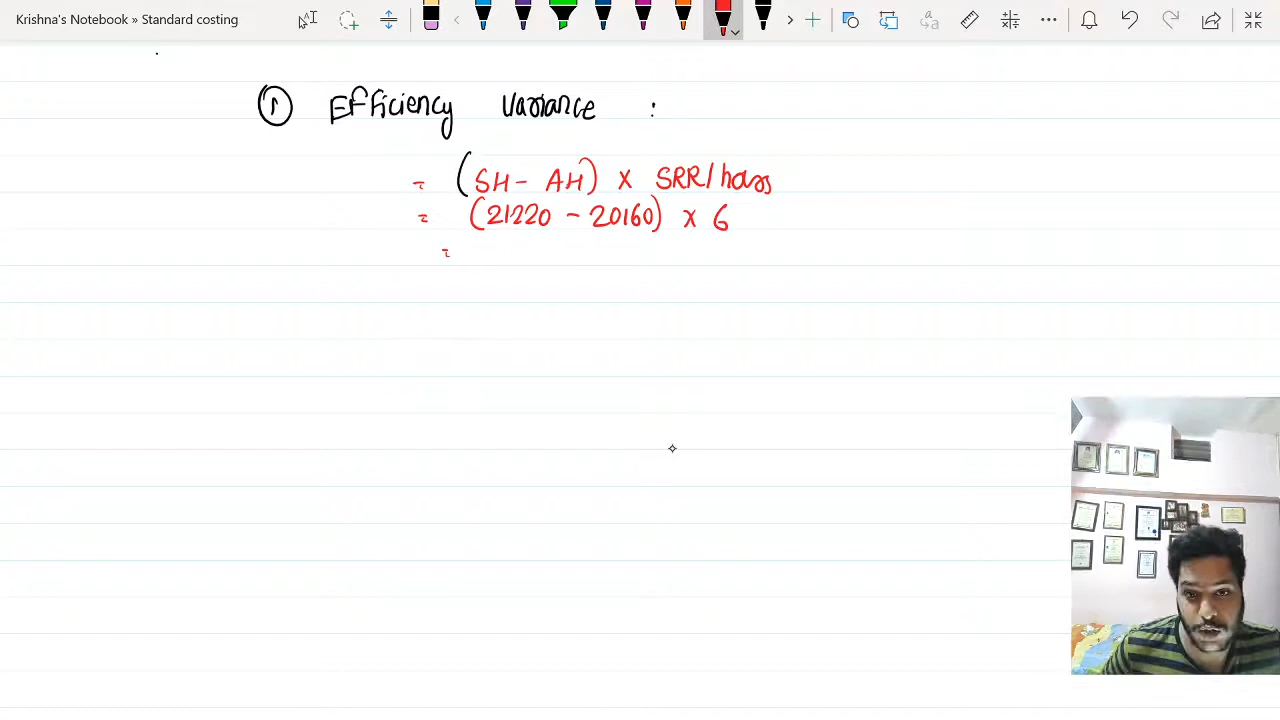 Krishna's Notebook » Standard costing
① Efficiency Variance :
= (SH - AH) x SRR/hours
= (21220 - 20160) x 6
=